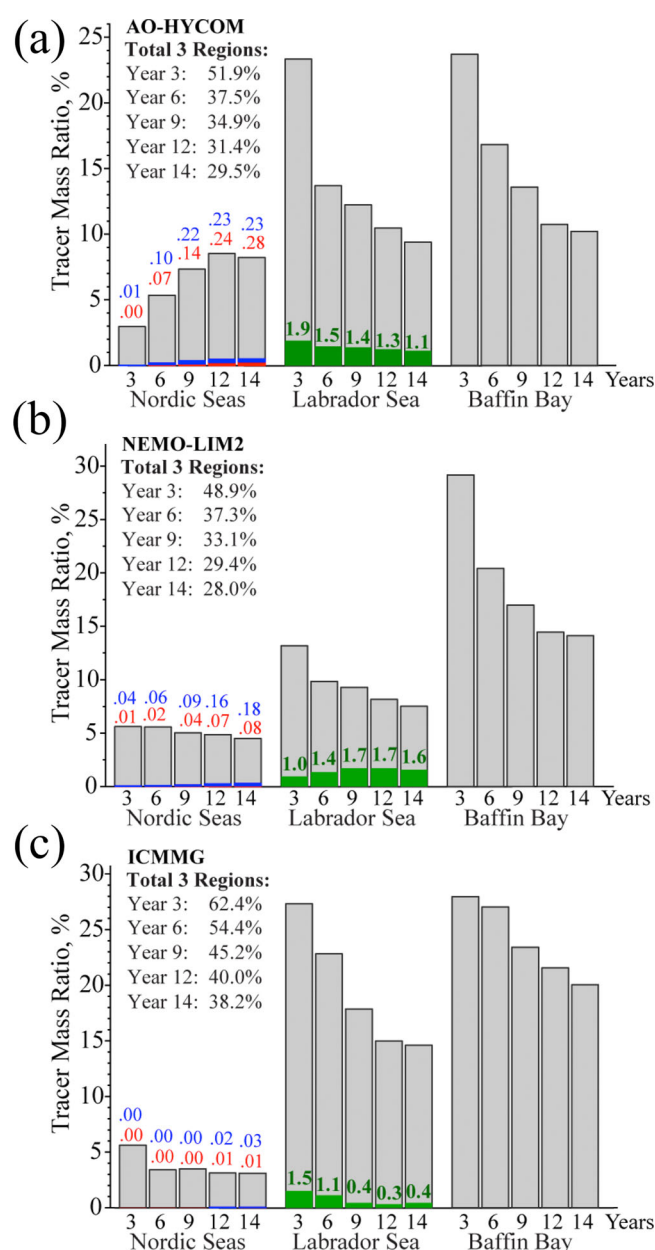 (a)
AO-HYCOM
Total 3 Regions:
Year 3: 51.9%
Year 6: 37.5%
Year 9: 34.9%
Year 12: 31.4%
Year 14: 29.5%
Tracer Mass Ratio, %
25
20
15
10
5
0
.01 .10 .22 .23 .23
.00 .07 .14 .24 .28
1.9 1.5 1.4 1.3 1.1
3 6 9 12 14 3 6 9 12 14 3 6 9 12 14 Years
Nordic Seas Labrador Sea Baffin Bay
(b)
NEMO-LIM2
Total 3 Regions:
Year 3: 48.9%
Year 6: 37.3%
Year 9: 33.1%
Year 12: 29.4%
Year 14: 28.0%
Tracer Mass Ratio, %
30
25
20
15
10
5
0
.04 .06 .09 .16 .18
.01 .02 .04 .07 .08
1.0 1.4 1.7 1.7 1.6
3 6 9 12 14 3 6 9 12 14 3 6 9 12 14 Years
Nordic Seas Labrador Sea Baffin Bay
(c)
ICMMG
Total 3 Regions:
Year 3: 62.4%
Year 6: 54.4%
Year 9: 45.2%
Year 12: 40.0%
Year 14: 38.2%
Tracer Mass Ratio, %
30
25
20
15
10
5
0
.00 .00 .00 .02 .03
.00 .00 .00 .01 .01
1.5 1.1 0.4 0.3 0.4
3 6 9 12 14 3 6 9 12 14 3 6 9 12 14 Years
Nordic Seas Labrador Sea Baffin Bay